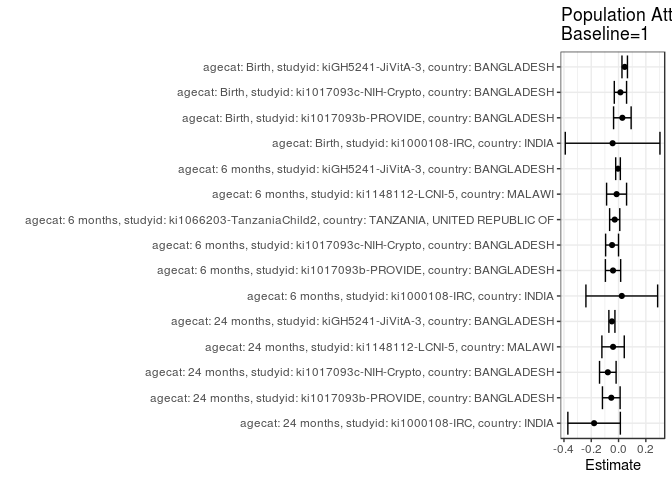 Population Att
Baseline=1
agecat: Birth, studyid: kiGH5241-JiVitA-3, country: BANGLADESH
agecat: Birth, studyid: ki1017093c-NIH-Crypto, country: BANGLADESH
agecat: Birth, studyid: ki1017093b-PROVIDE, country: BANGLADESH
agecat: Birth, studyid: ki1000108-IRC, country: INDIA
agecat: 6 months, studyid: kiGH5241-JiVitA-3, country: BANGLADESH
agecat: 6 months, studyid: ki1148112-LCNI-5, country: MALAWI
agecat: 6 months, studyid: ki1066203-TanzaniaChild2, country: TANZANIA, UNITED REPUBLIC OF
agecat: 6 months, studyid: ki1017093c-NIH-Crypto, country: BANGLADESH
agecat: 6 months, studyid: ki1017093b-PROVIDE, country: BANGLADESH
agecat: 6 months, studyid: ki1000108-IRC, country: INDIA
agecat: 24 months, studyid: kiGH5241-JiVitA-3, country: BANGLADESH
agecat: 24 months, studyid: ki1148112-LCNI-5, country: MALAWI
agecat: 24 months, studyid: ki1017093c-NIH-Crypto, country: BANGLADESH
agecat: 24 months, studyid: ki1017093b-PROVIDE, country: BANGLADESH
agecat: 24 months, studyid: ki1000108-IRC, country: INDIA
-0.4 -0.2 0.0 0.2
Estimate